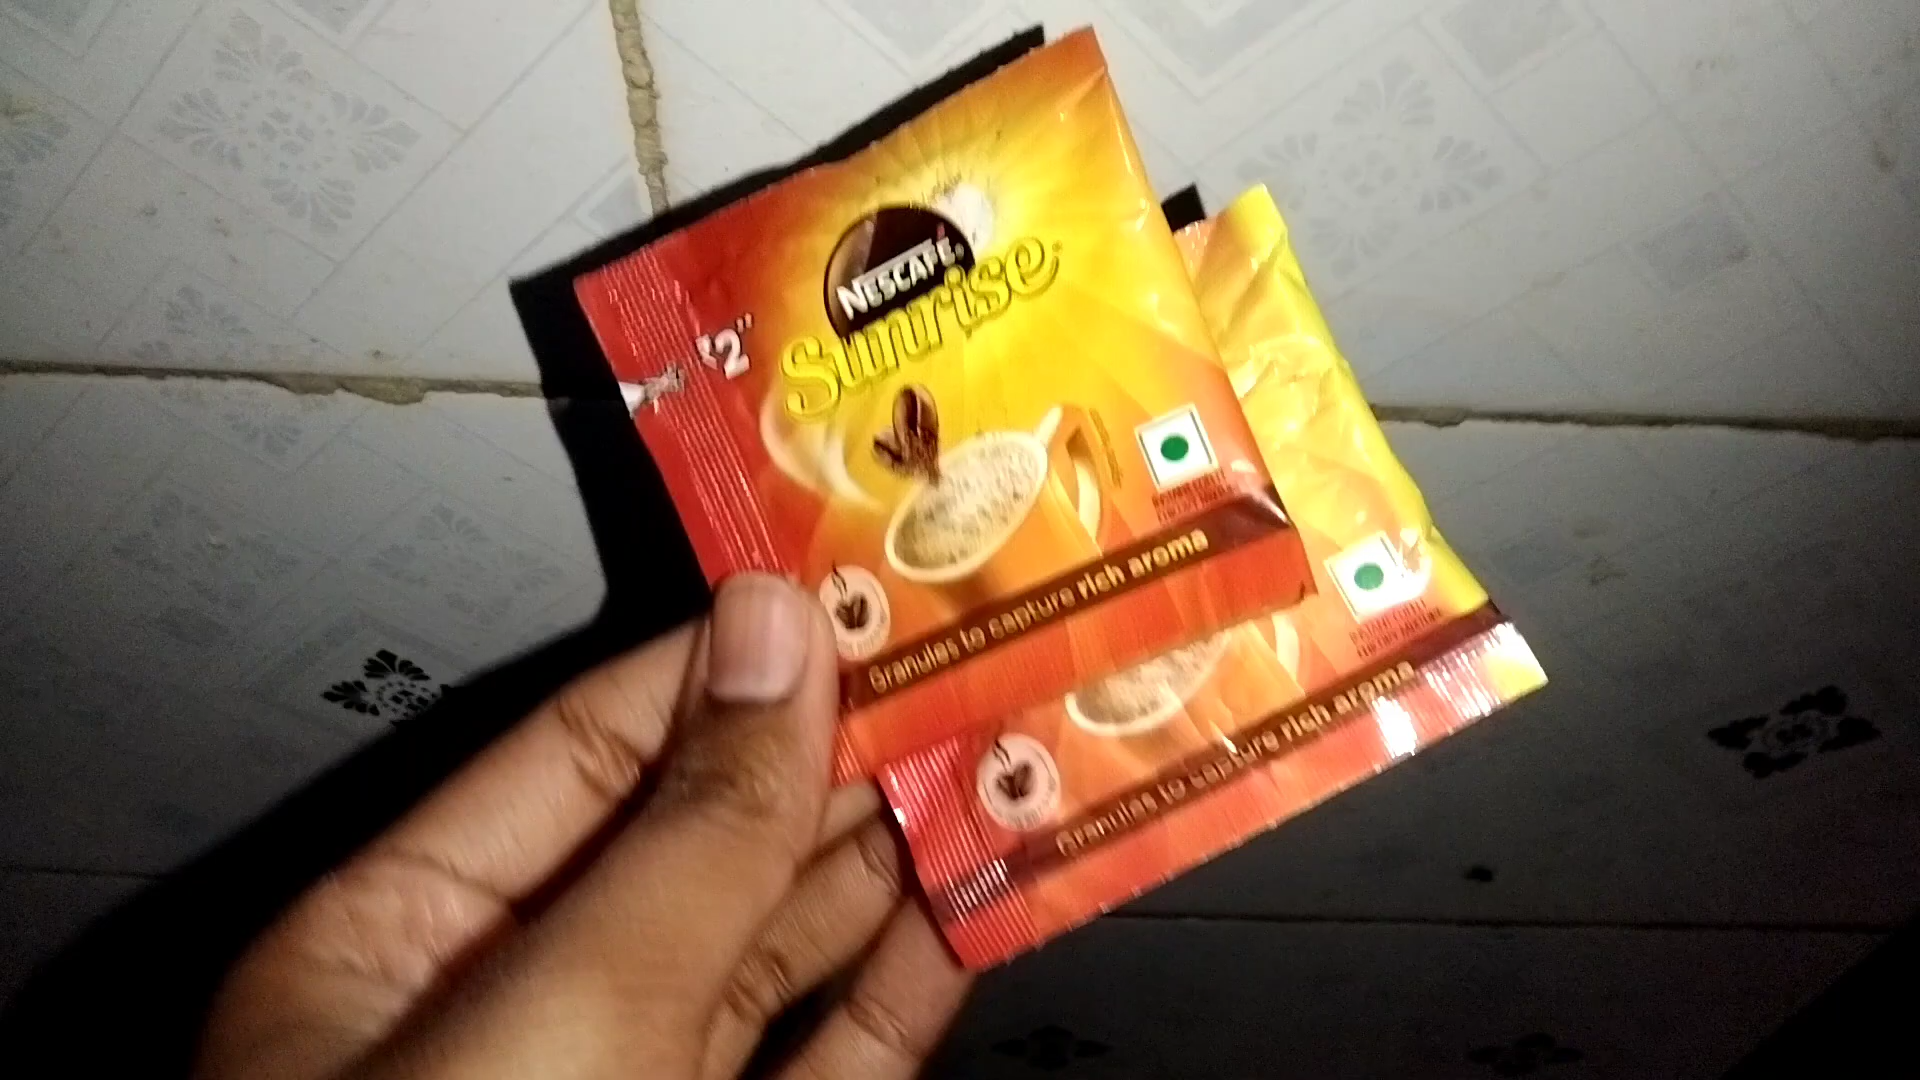 NESCAFÉ.
Sunrise
₹2
Granules to capture rich aroma
Granules to capture rich aroma